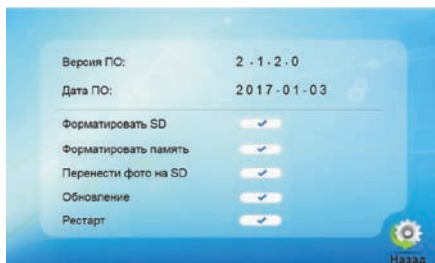 Версия ПО: 2.1.2.0
Дата ПО: 2017-01-03
Форматировать SD
Форматировать память
Перенести фото на SD
Обновление
Рестарт
Назад